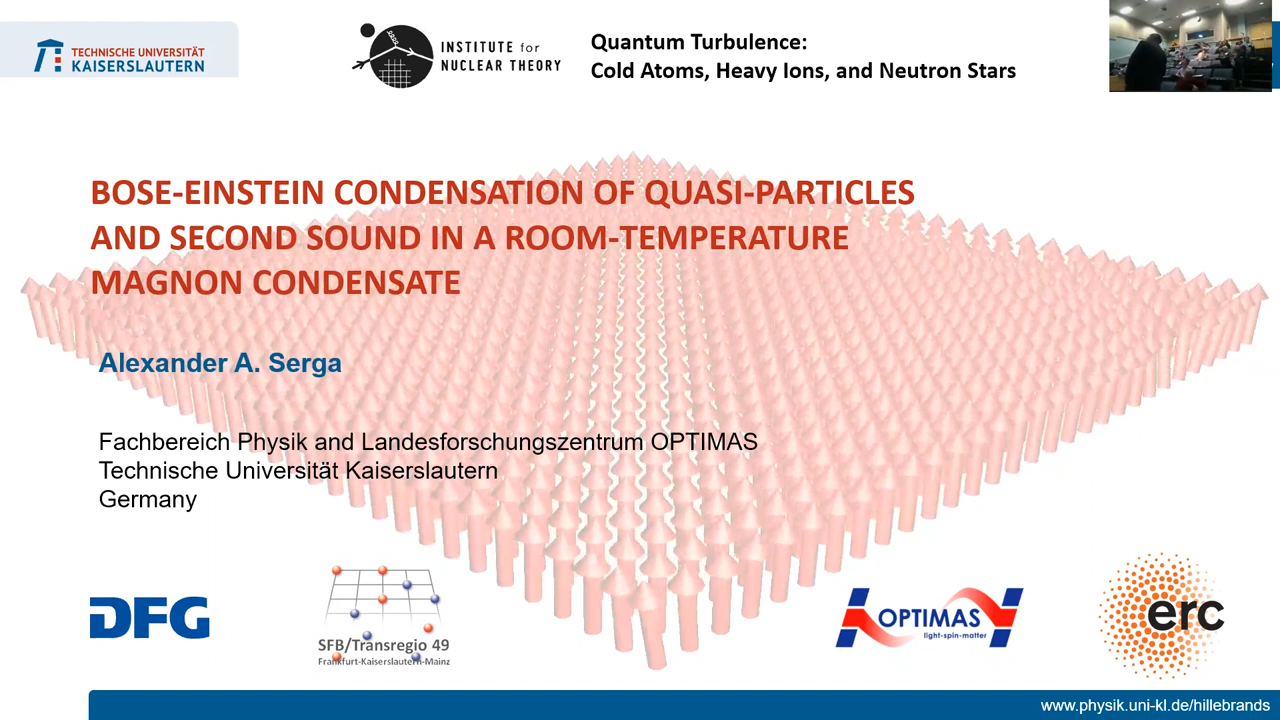 TECHNISCHE UNIVERSITÄT
KAISERSLAUTERN
INSTITUTE for
NUCLEAR THEORY
Quantum Turbulence:
Cold Atoms, Heavy Ions, and Neutron Stars
BOSE-EINSTEIN CONDENSATION OF QUASI-PARTICLES
AND SECOND SOUND IN A ROOM-TEMPERATURE
MAGNON CONDENSATE
Alexander A. Serga
Fachbereich Physik and Landesforschungszentrum OPTIMAS
Technische Universität Kaiserslautern
Germany
DFG
SFB/Transregio 49
Frankfurt-Kaiserslautern-Mainz
OPTIMAS
light-spin-matter
erc
www.physik.uni-kl.de/hillebrands